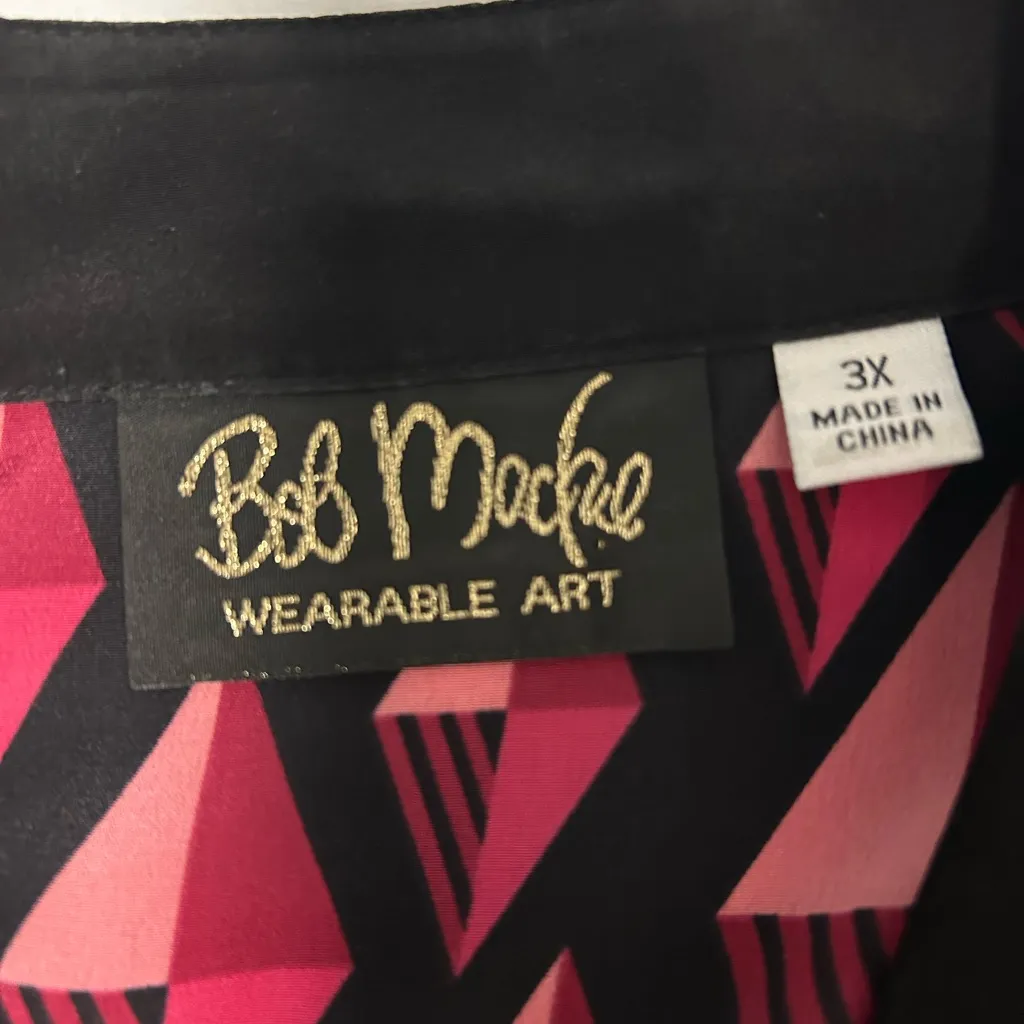 Bob Mackie
WEARABLE ART
3X
MADE IN
CHINA